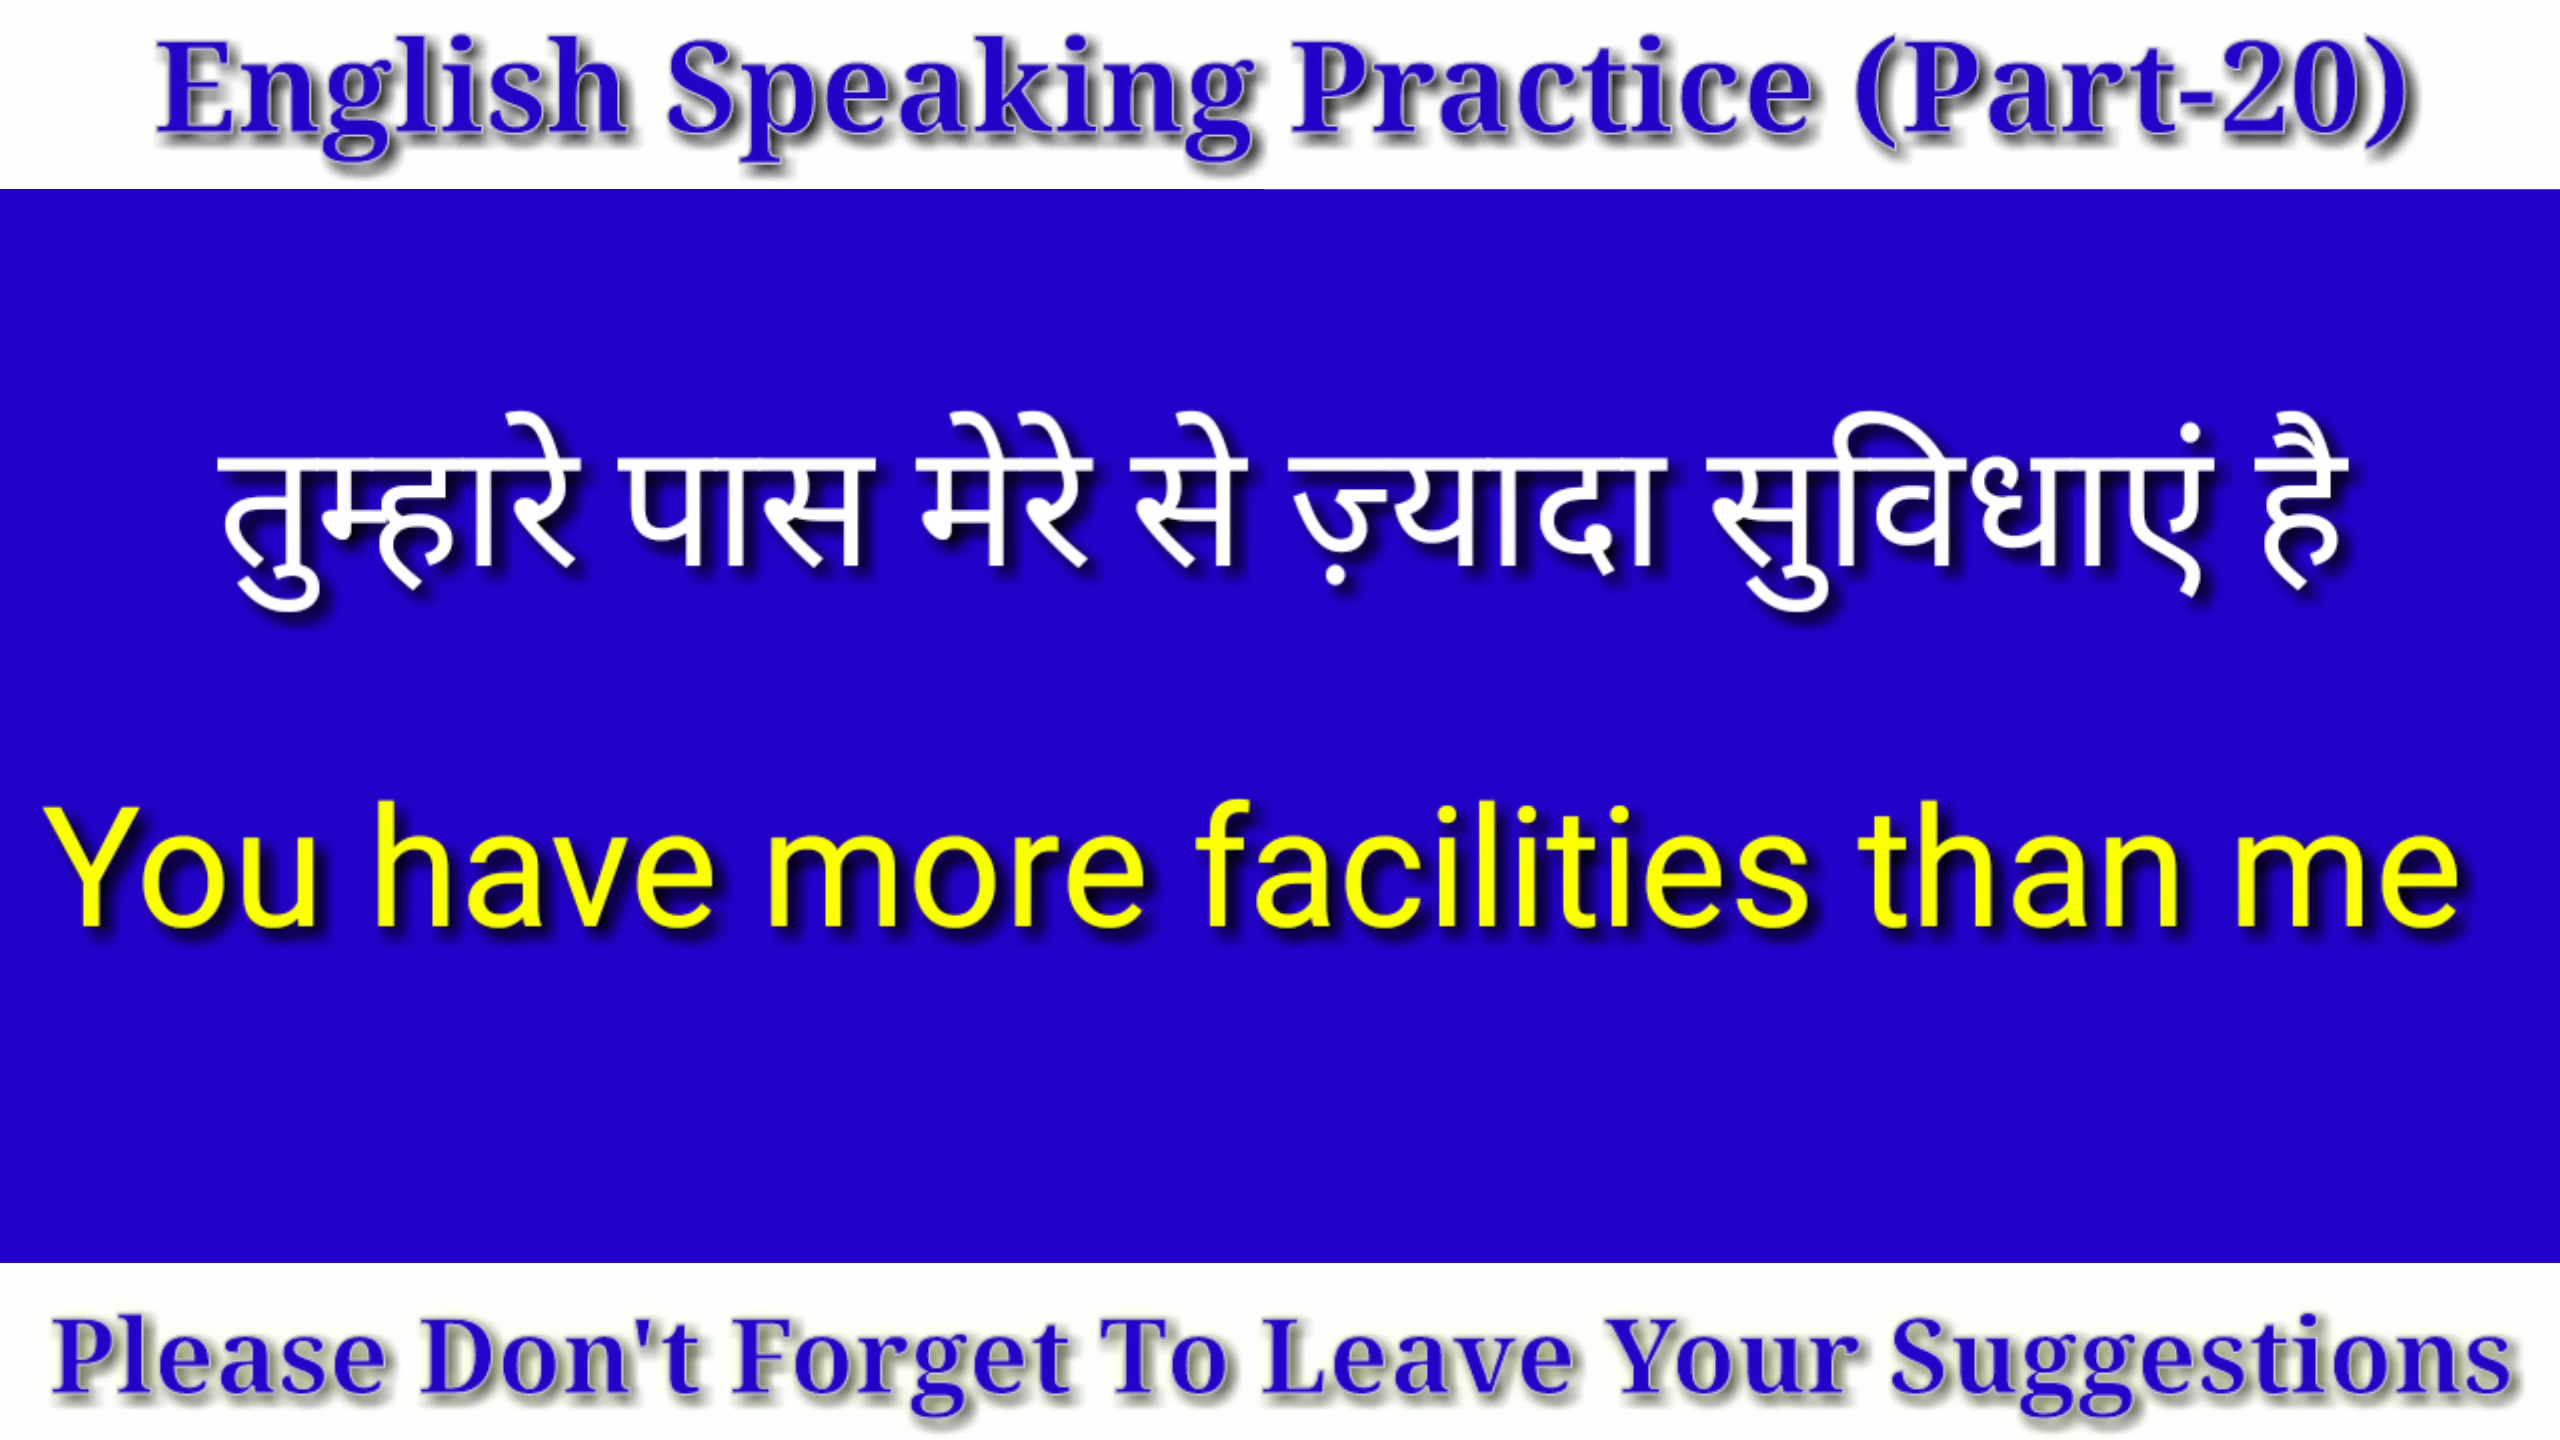 English Speaking Practice (Part-20)
तुम्हारे पास मेरे से ज़्यादा सुविधाएं है
You have more facilities than me
Please Don't Forget To Leave Your Suggestions